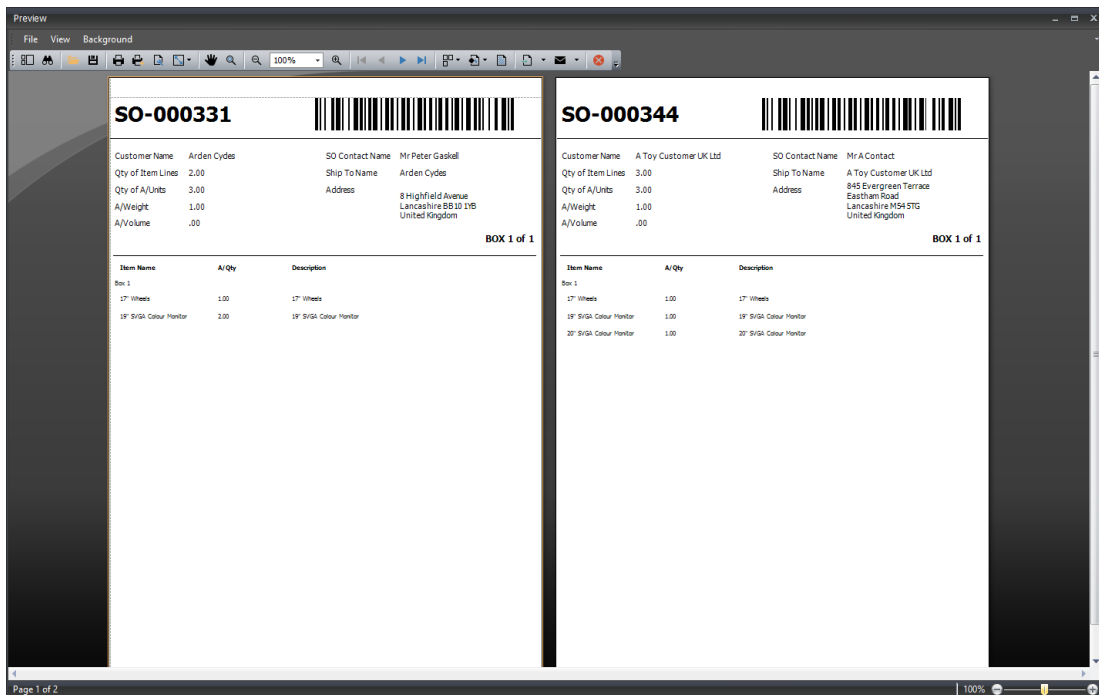 Preview
File View Background
100%
SO-000331
Customer Name Arden Cydes SO Contact Name Mr Peter Gaskell
Qty of Item Lines 2.00 Ship To Name Arden Cydes
Qty of A/Units 3.00 Address 8 Highfield Avenue
A/Weight 1.00 Lancashire BB10 1YB
United Kingdom
A/Volume .00
BOX 1 of 1
Item Name A/Qty Description
Box 1
17" Wheels 1.00 17" Wheels
19" SVGA Colour Monitor 2.00 19" SVGA Colour Monitor
SO-000344
Customer Name A Toy Customer UK Ltd SO Contact Name Mr A Contact
Qty of Item Lines 3.00 Ship To Name A Toy Customer UK Ltd
Qty of A/Units 3.00 Address 845 Evergreen Terrace
Eastham Road
A/Weight 1.00 Lancashire M54 5TG
United Kingdom
A/Volume .00
BOX 1 of 1
Item Name A/Qty Description
Box 1
17" Wheels 1.00 17" Wheels
19" SVGA Colour Monitor 1.00 19" SVGA Colour Monitor
20" SVGA Colour Monitor 1.00 20" SVGA Colour Monitor
Page 1 of 2 100%